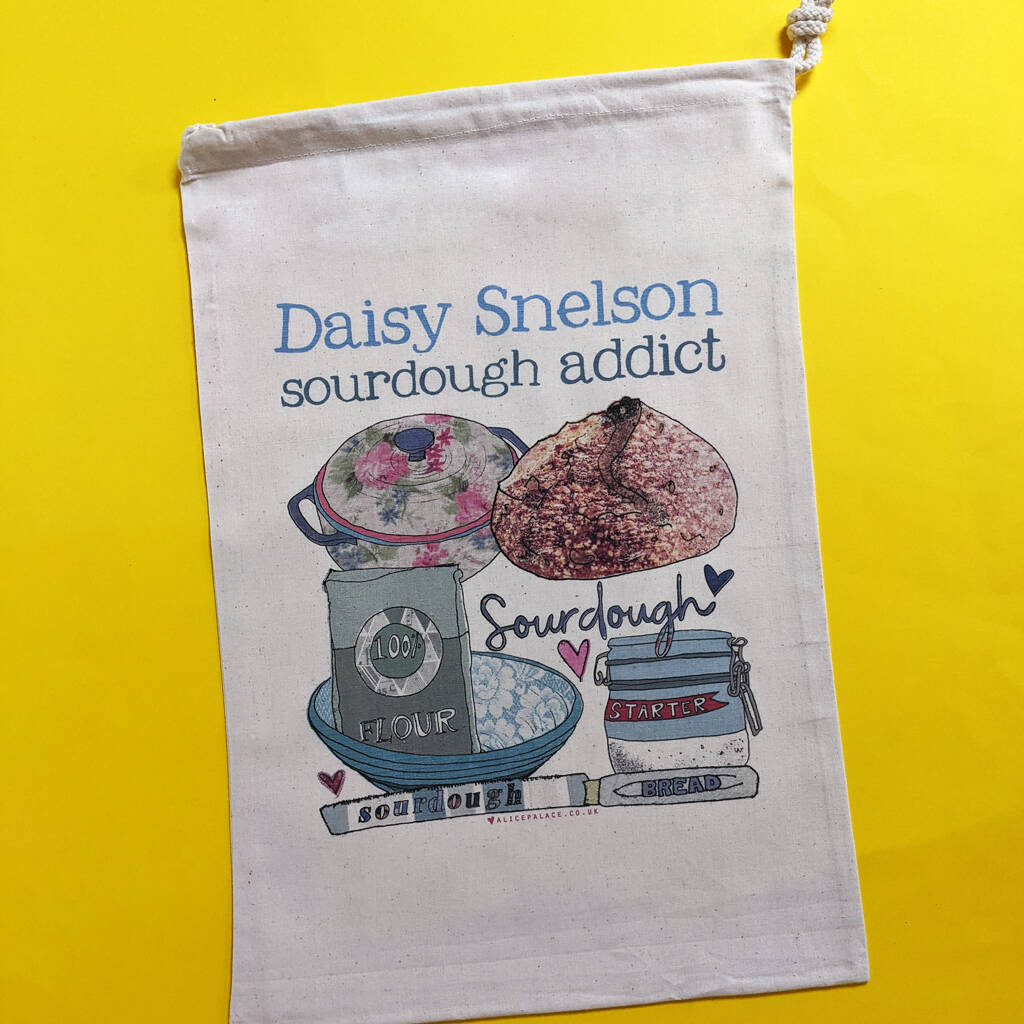 Daisy Snelson
sourdough addict
Sourdough
100%
FLOUR
STARTER
BREAD
sourdough
ALICEPALACE.CO.UK